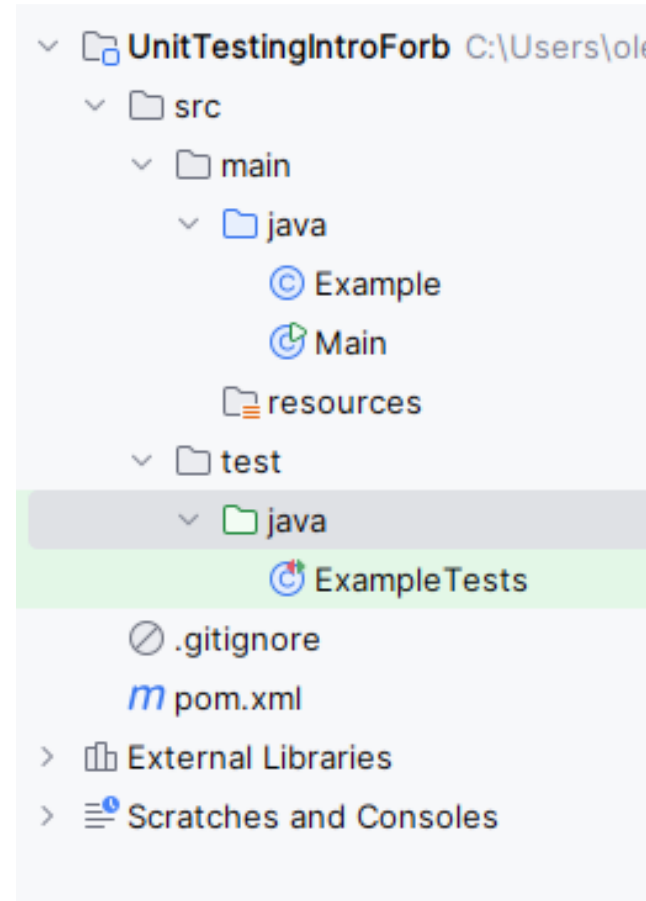 UnitTestingIntroForb C:\Users\ole
src
main
java
Example
Main
resources
test
java
ExampleTests
.gitignore
m pom.xml
External Libraries
Scratches and Consoles